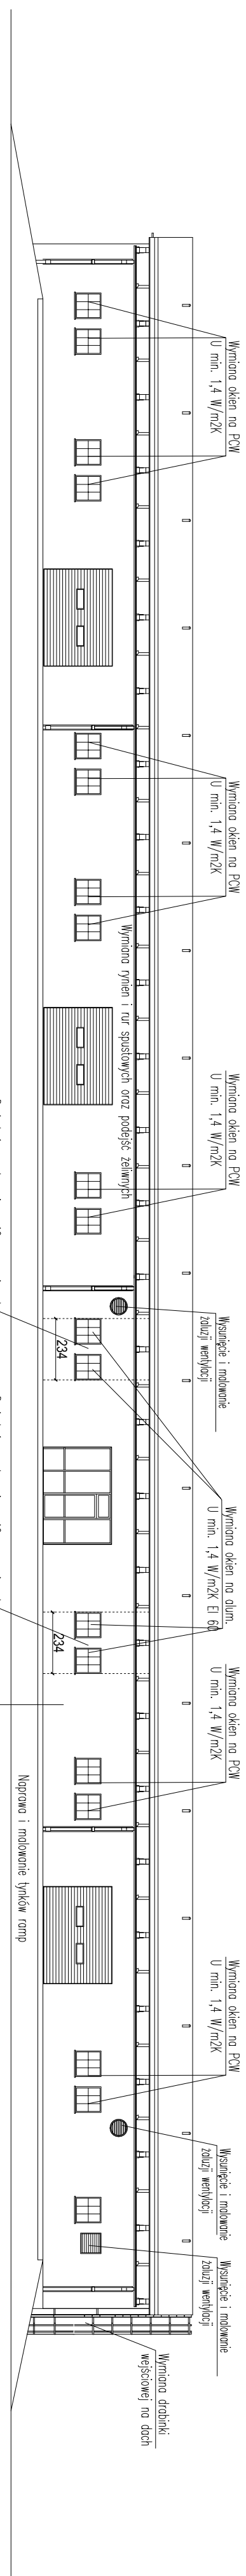 Wymiana okien na PCW
U min. 1,4 W/m2K
Wymiana okien na PCW
U min. 1,4 W/m2K
Wymiana rynien i rur spustowych oraz podejść żeliwnych
Wymiana okien na PCW
U min. 1,4 W/m2K
Wysunięcie i malowanie
żaluzji wentylacji
234
Wymiana okien na alum.
U min. 1,4 W/m2K EI 60
234
Wymiana okien na PCW
U min. 1,4 W/m2K
Naprawa i malowanie tynków ramp
Wymiana okien na PCW
U min. 1,4 W/m2K
Wysunięcie i malowanie
żaluzji wentylacji
Wysunięcie i malowanie
żaluzji wentylacji
Wymiana drabinki
wejściowej na dach